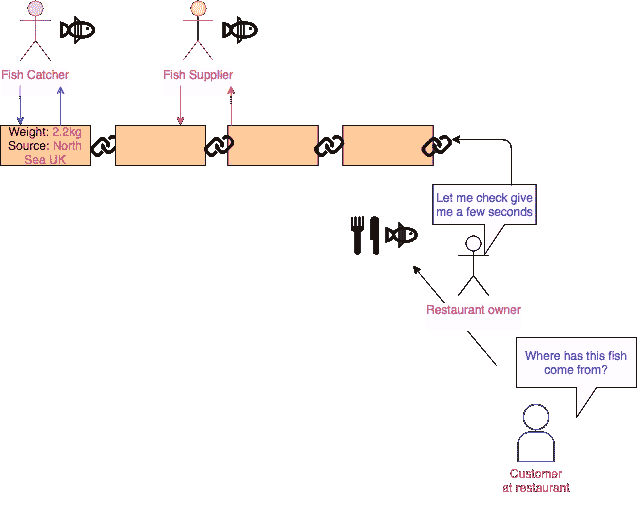 Fish Catcher
Fish Supplier
Weight: 2.2kg
Source: North
Sea UK
Let me check give
me a few seconds
Restaurant owner
Where has this fish
come from?
Customer
at restaurant